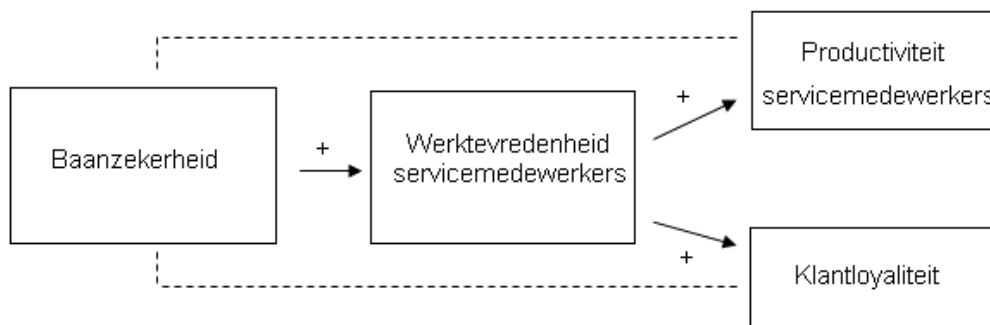 Productiviteit
servicemedewerkers
+
Baanzekerheid
+
Werktevredenheid
servicemedewerkers
+
Klantloyaliteit